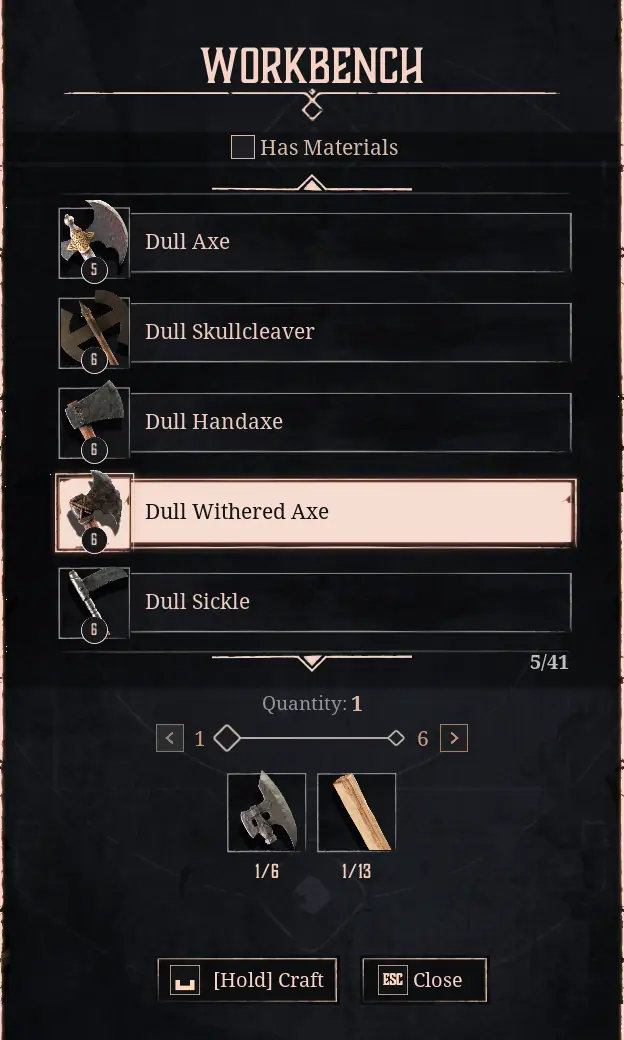 WORKBENCH
Has Materials
5
Dull Axe
6
Dull Skullcleaver
6
Dull Handaxe
6
Dull Withered Axe
6
Dull Sickle
5/41
Quantity: 1
< 1 6 >
1/6 1/13
[Hold] Craft ESC Close